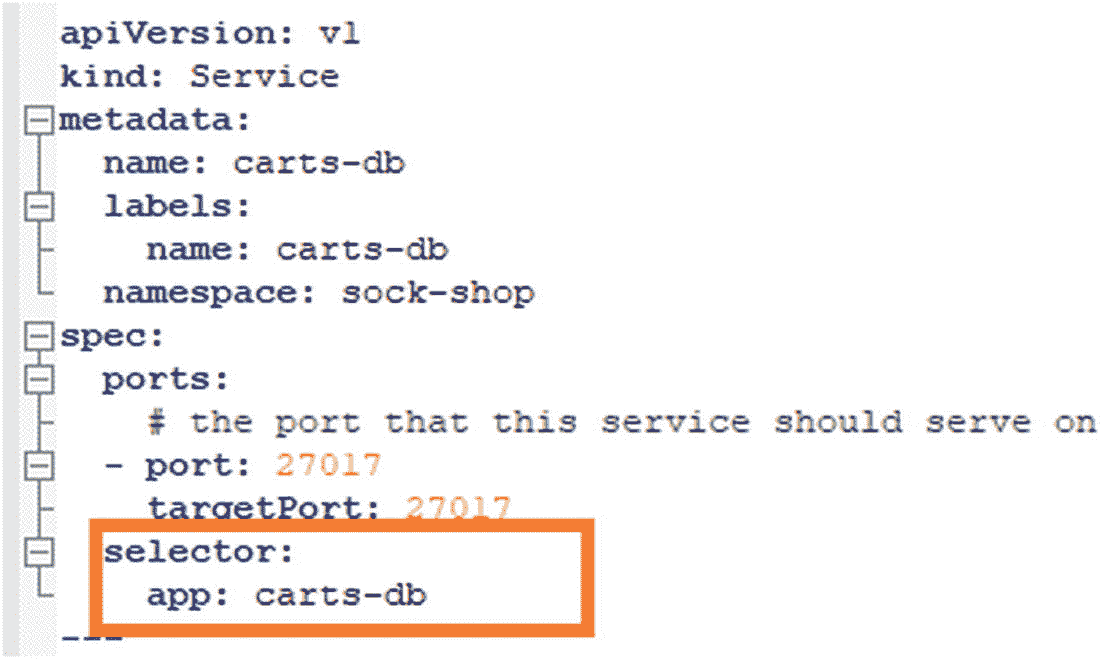 apiVersion: v1
kind: Service
metadata:
  name: carts-db
  labels:
    name: carts-db
  namespace: sock-shop
spec:
  ports:
    # the port that this service should serve on
  - port: 27017
    targetPort: 27017
  selector:
    app: carts-db
---